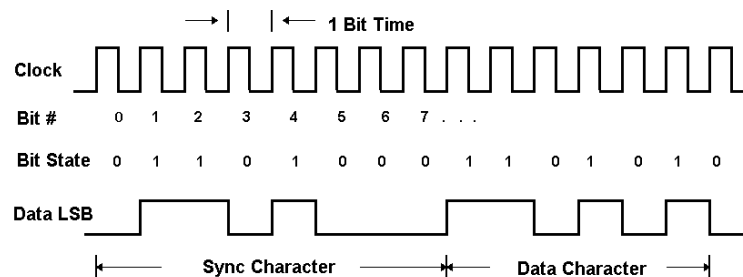 1 Bit Time
Clock
Bit # 0 1 2 3 4 5 6 7 . . .
Bit State 0 1 1 0 1 0 0 0 1 1 0 1 0 1 0
Data LSB
Sync Character Data Character